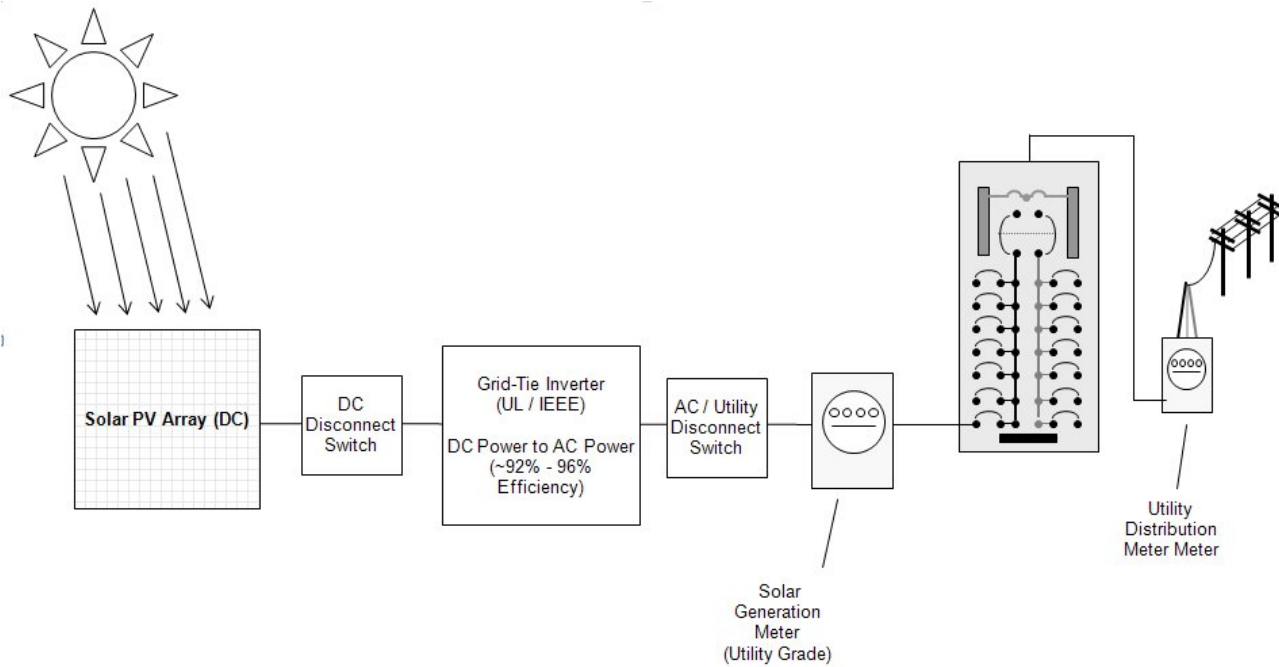 Solar PV Array (DC)
DC
Disconnect
Switch
Grid-Tie Inverter
(UL / IEEE)
DC Power to AC Power
(~92% - 96%
Efficiency)
AC / Utility
Disconnect
Switch
Solar
Generation
Meter
(Utility Grade)
Utility
Distribution
Meter Meter